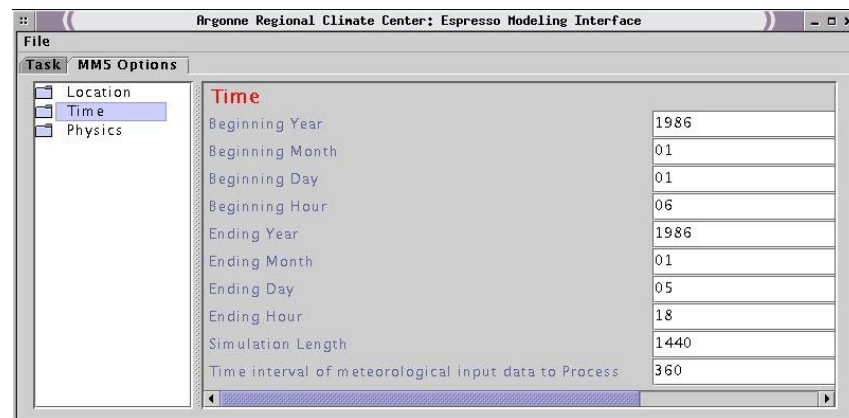 Argonne Regional Climate Center: Espresso Modeling Interface
File
Task MM5 Options
Location
Time
Physics
Time
Beginning Year 1986
Beginning Month 01
Beginning Day 01
Beginning Hour 06
Ending Year 1986
Ending Month 01
Ending Day 05
Ending Hour 18
Simulation Length 1440
Time interval of meteorological input data to Process 360